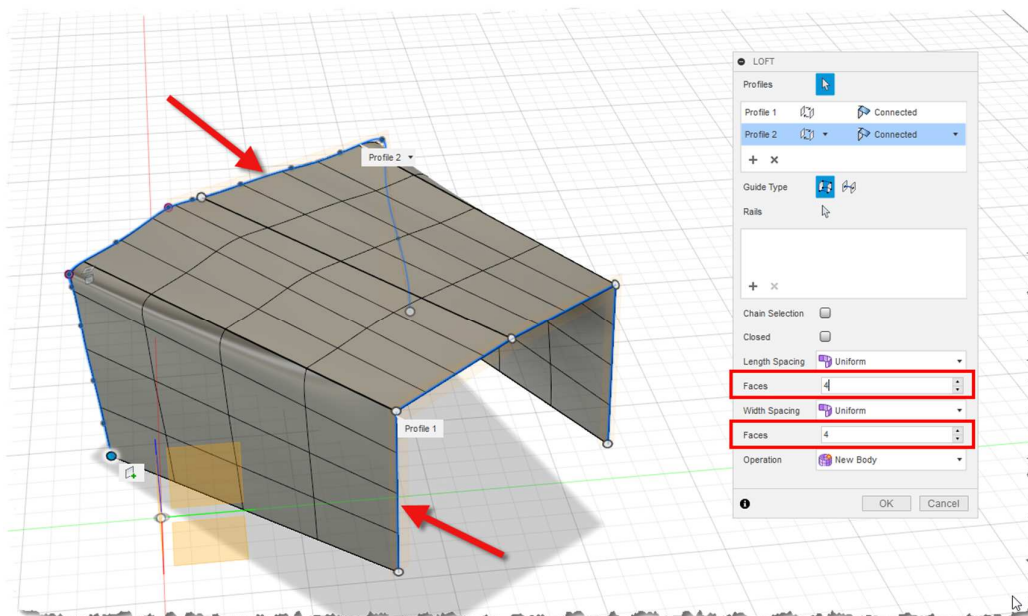 LOFT
Profiles
Profile 1 Connected
Profile 2 Connected
Guide Type
Rails
Chain Selection
Closed
Length Spacing Uniform
Faces 4
Width Spacing Uniform
Faces 4
Operation New Body
OK Cancel
Profile 2
Profile 1